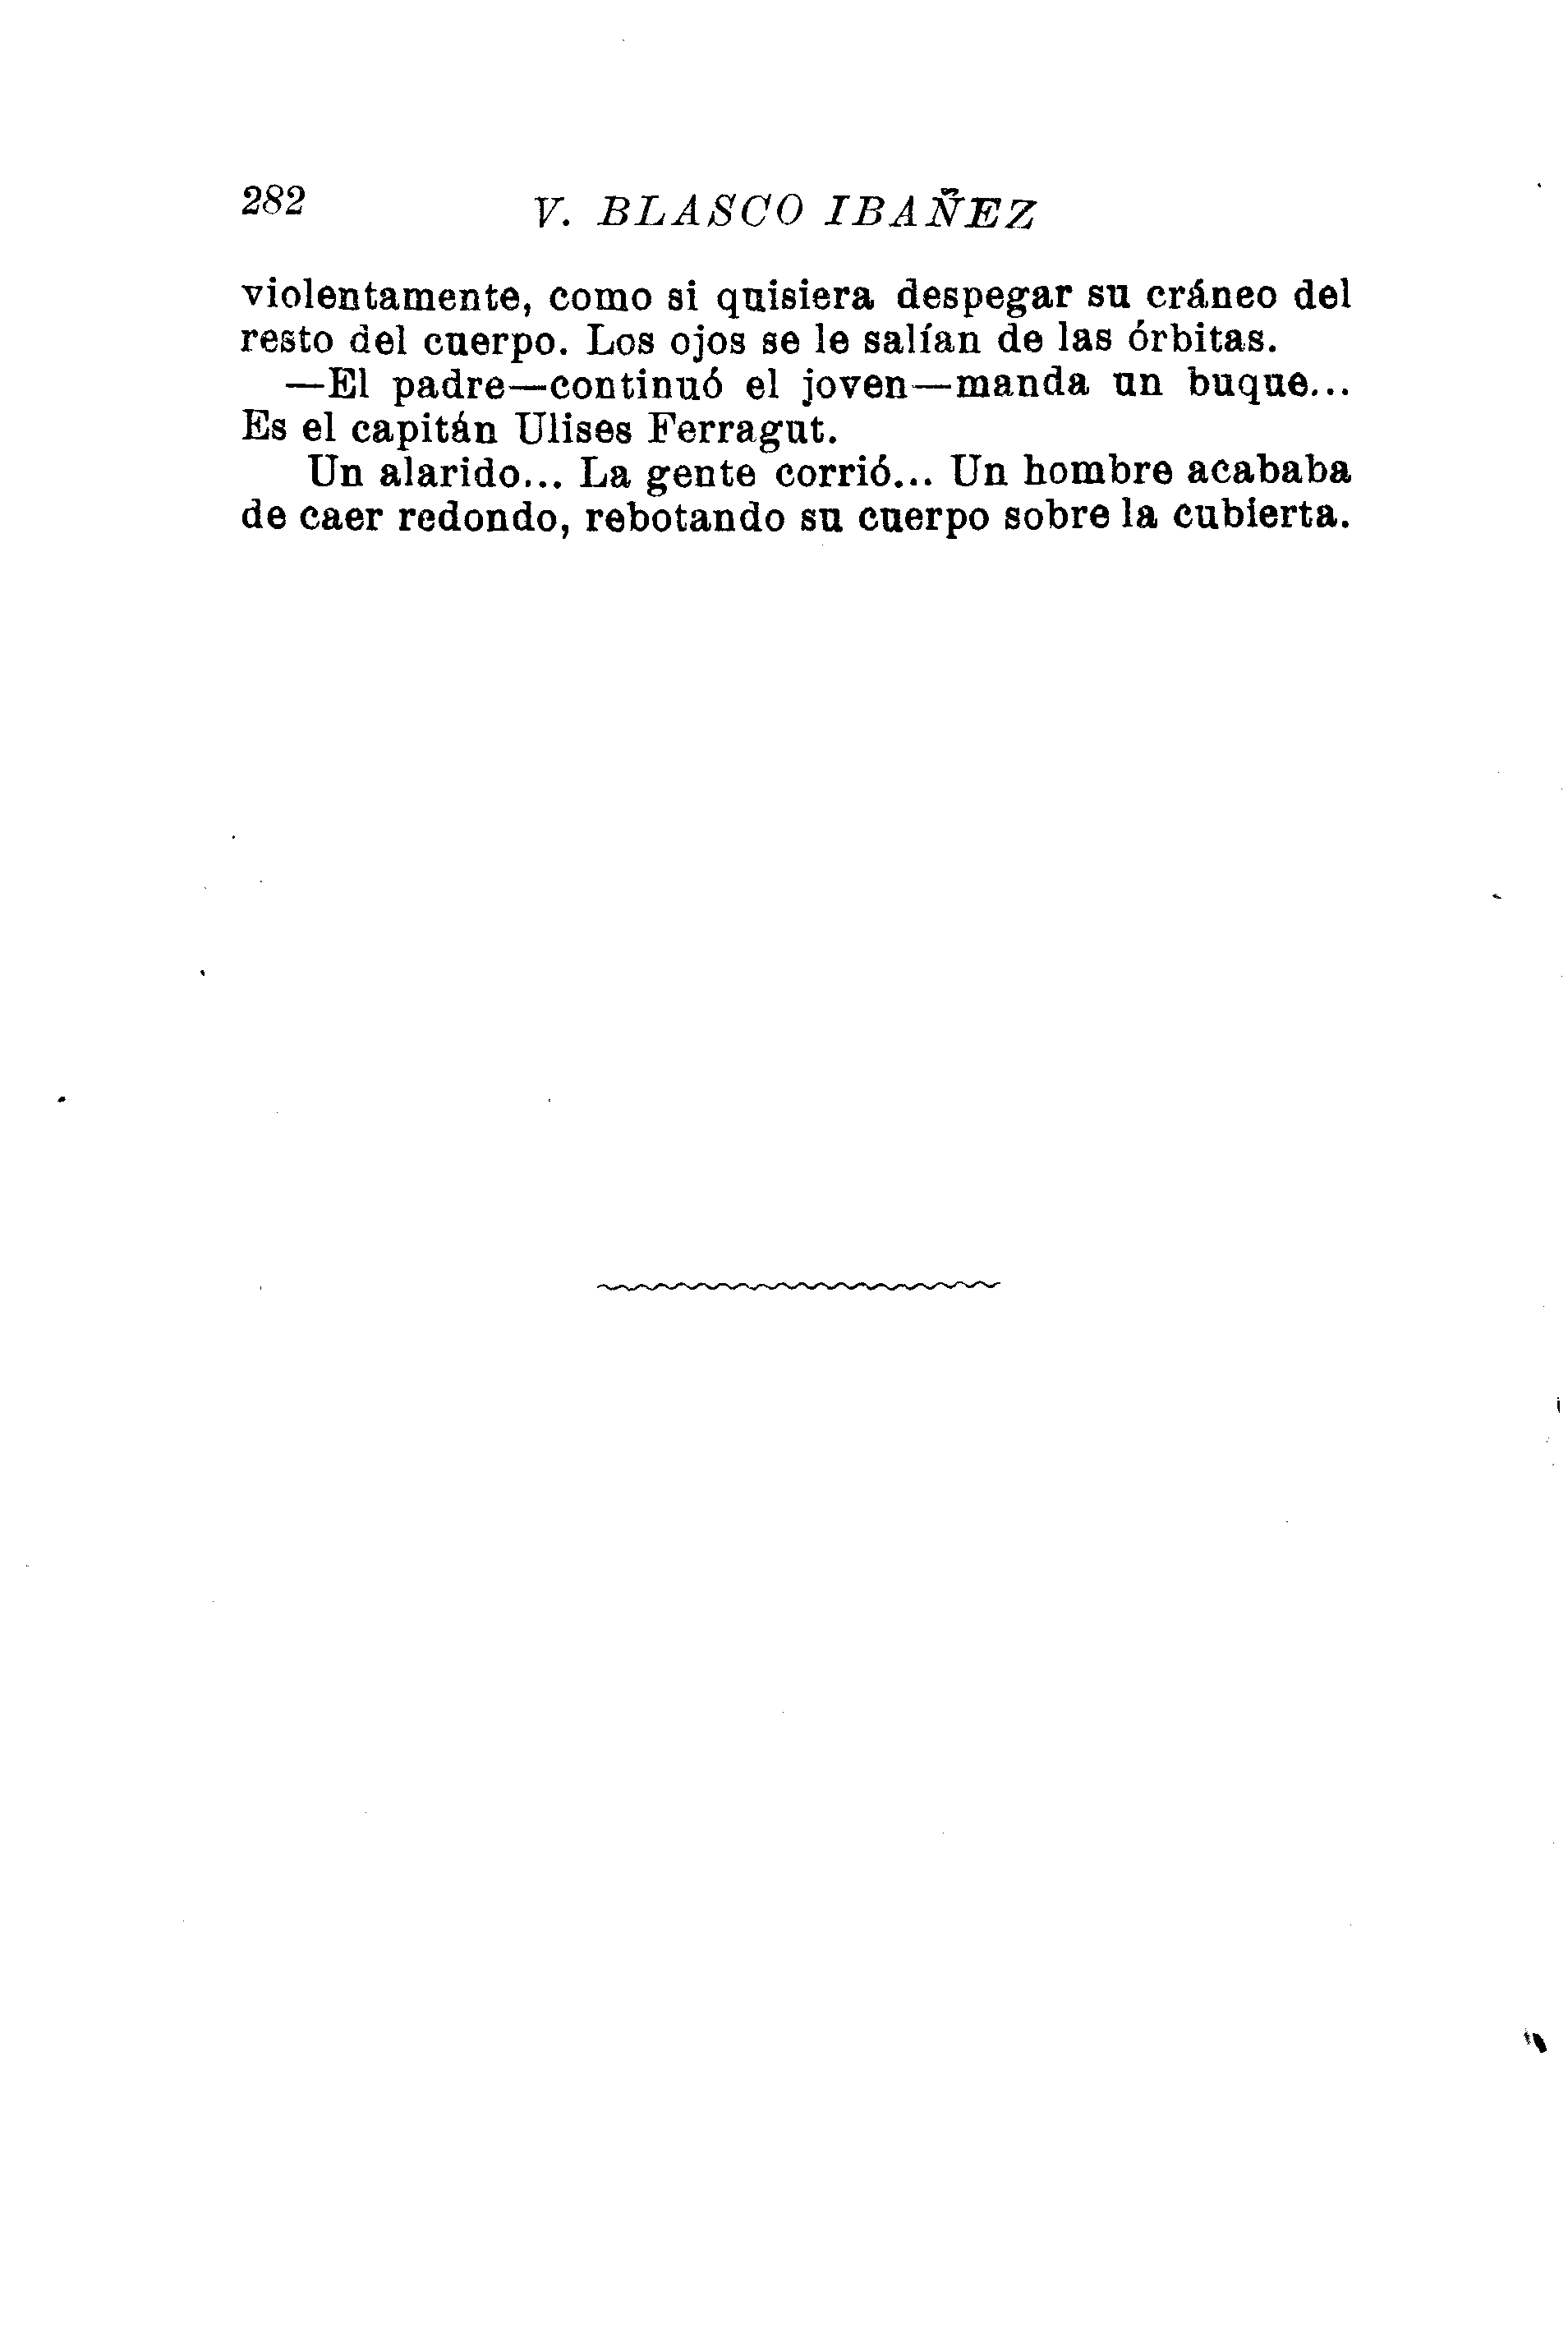 282
V. BLASCO IBAÑEZ
violentamente, como si quisiera despegar su cráneo del
resto del cuerpo. Los ojos se le salían de las órbitas.
—El padre—continuó el joven—manda un buque...
Es el capitán Ulises Ferragut.
Un alarido... La gente corrió... Un hombre acababa
de caer redondo, rebotando su cuerpo sobre la cubierta.